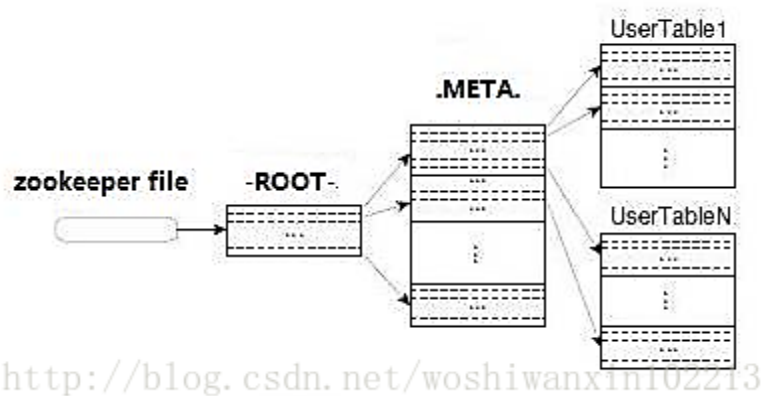 UserTable1
.META.
zookeeper file
-ROOT-
UserTableN
http://blog.csdn.net/woshiwanxin102213